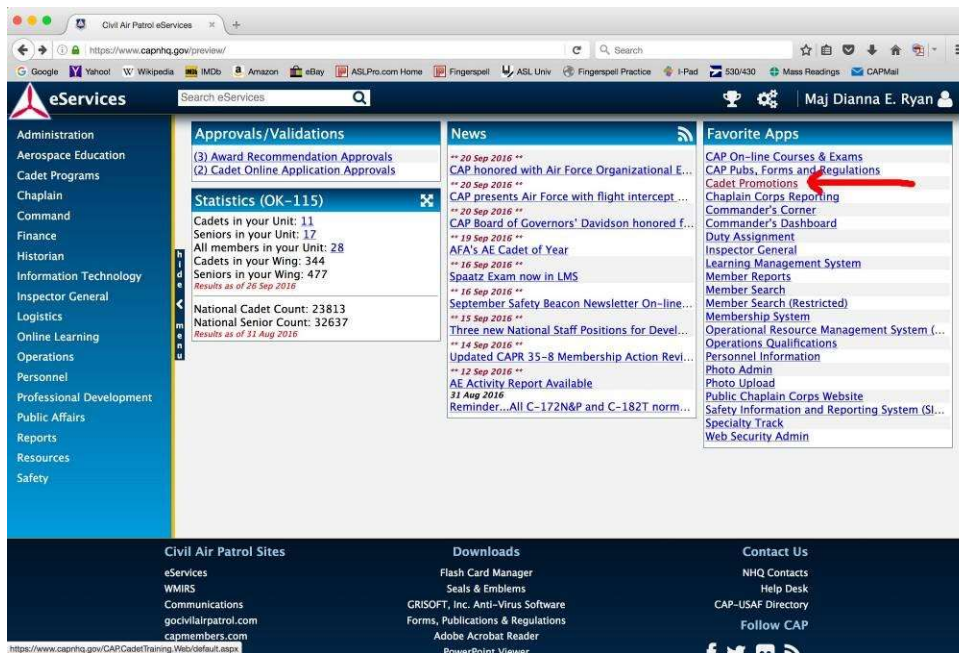 Civil Air Patrol eServices
https://www.capnhq.gov/preview/
Search
Google Yahoo! Wikipedia IMDb Amazon eBay ASLPro.com Home Fingerspell ASL Univ Fingerspell Practice I-Pad 530/430 Mass Readings CAPMail
eServices
Search eServices
Maj Dianna E. Ryan
Administration
Aerospace Education
Cadet Programs
Chaplain
Command
Finance
Historian
Information Technology
Inspector General
Logistics
Online Learning
Operations
Personnel
Professional Development
Public Affairs
Reports
Resources
Safety
hide menu
Approvals/Validations
(3) Award Recommendation Approvals
(2) Cadet Online Application Approvals
Statistics (OK-115)
Cadets in your Unit: 11
Seniors in your Unit: 17
All members in your Unit: 28
Cadets in your Wing: 344
Seniors in your Wing: 477
Results as of 26 Sep 2016
National Cadet Count: 23813
National Senior Count: 32637
Results as of 31 Aug 2016
News
** 20 Sep 2016 **
CAP honored with Air Force Organizational E...
** 20 Sep 2016 **
CAP presents Air Force with flight intercept ...
** 20 Sep 2016 **
CAP Board of Governors' Davidson honored f...
** 19 Sep 2016 **
AFA's AE Cadet of Year
** 16 Sep 2016 **
Spaatz Exam now in LMS
** 16 Sep 2016 **
September Safety Beacon Newsletter On-line...
** 15 Sep 2016 **
Three new National Staff Positions for Devel...
** 14 Sep 2016 **
Updated CAPR 35-8 Membership Action Revi...
** 12 Sep 2016 **
AE Activity Report Available
31 Aug 2016
Reminder...All C-172N&P and C-182T norm...
Favorite Apps
CAP On-line Courses & Exams
CAP Pubs, Forms and Regulations
Cadet Promotions
Chaplain Corps Reporting
Commander's Corner
Commander's Dashboard
Duty Assignment
Inspector General
Learning Management System
Member Reports
Member Search
Member Search (Restricted)
Membership System
Operational Resource Management System (...
Operations Qualifications
Personnel Information
Photo Admin
Photo Upload
Public Chaplain Corps Website
Safety Information and Reporting System (SI...
Specialty Track
Web Security Admin
Civil Air Patrol Sites
eServices
WMIRS
Communications
gocivilairpatrol.com
capmembers.com
Downloads
Flash Card Manager
Seals & Emblems
GRISOFT, Inc. Anti-Virus Software
Forms, Publications & Regulations
Adobe Acrobat Reader
PowerPoint Viewer
Contact Us
NHQ Contacts
Help Desk
CAP-USAF Directory
Follow CAP
https://www.capnhq.gov/CAP.CadetTraining.Web/default.aspx